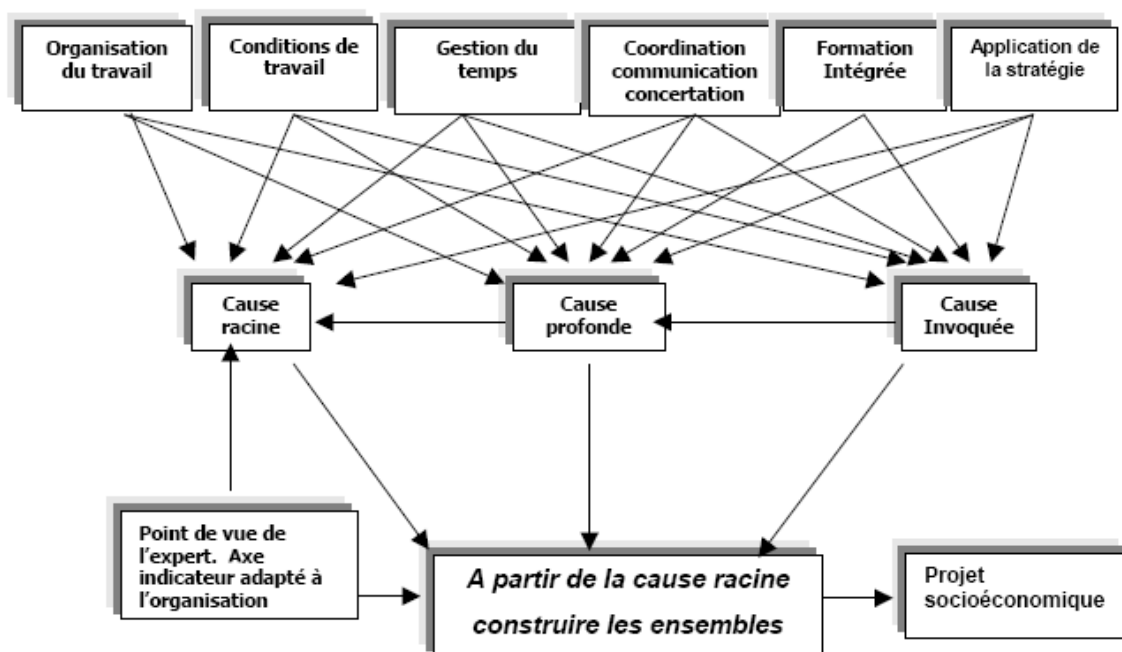 Organisation
du travail
Conditions de
travail
Gestion du
temps
Coordination
communication
concertation
Formation
Intégrée
Application de
la stratégie
Cause
racine
Cause
profonde
Cause
Invoquée
Point de vue de
l'expert. Axe
indicateur adapté à
l'organisation
A partir de la cause racine
construire les ensembles
Projet
socioéconomique